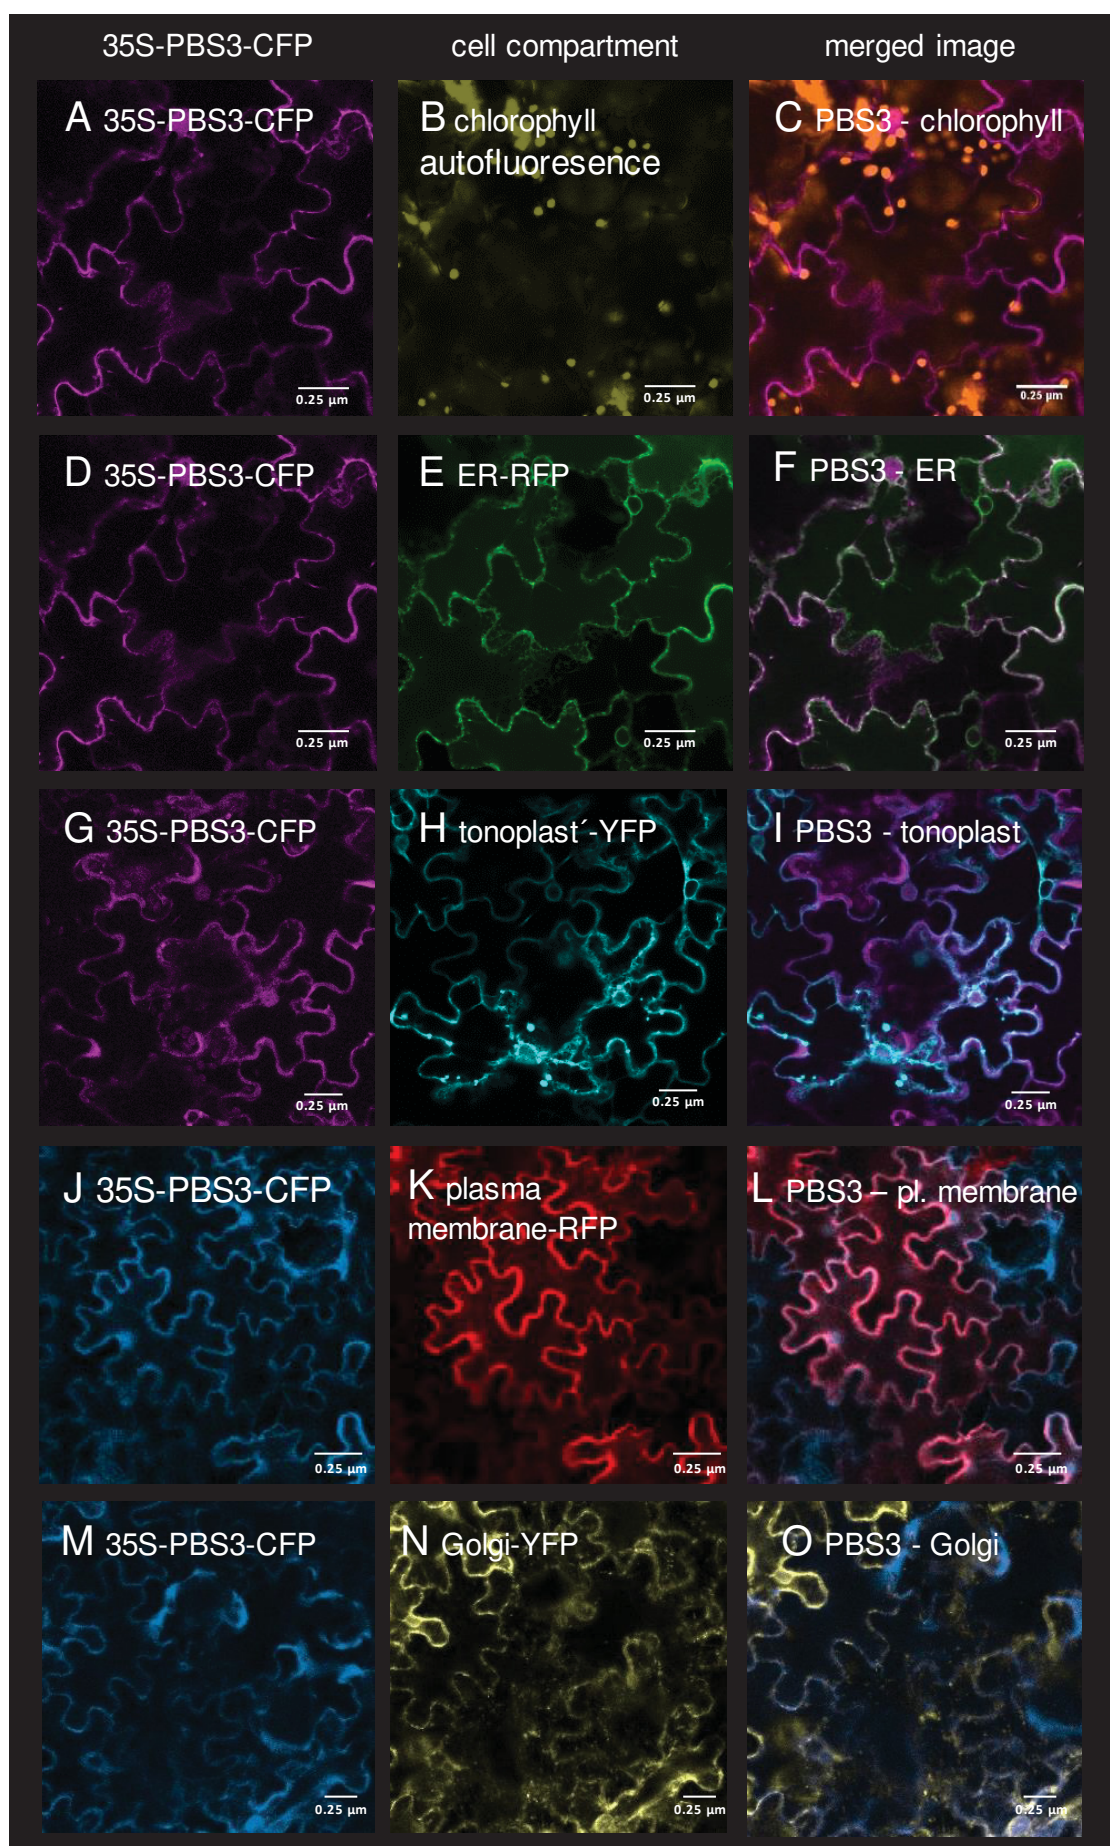 35S-PBS3-CFP
cell compartment
merged image
A 35S-PBS3-CFP
0.25 μm
B chlorophyll
autofluoresence
0.25 μm
C PBS3 - chlorophyll
0.25 μm
D 35S-PBS3-CFP
0.25 μm
E ER-RFP
0.25 μm
F PBS3 - ER
0.25 μm
G 35S-PBS3-CFP
0.25 μm
H tonoplast´-YFP
0.25 μm
I PBS3 - tonoplast
0.25 μm
J 35S-PBS3-CFP
0.25 μm
K plasma
membrane-RFP
0.25 μm
L PBS3 – pl. membrane
0.25 μm
M 35S-PBS3-CFP
0.25 μm
N Golgi-YFP
0.25 μm
O PBS3 - Golgi
0.25 μm